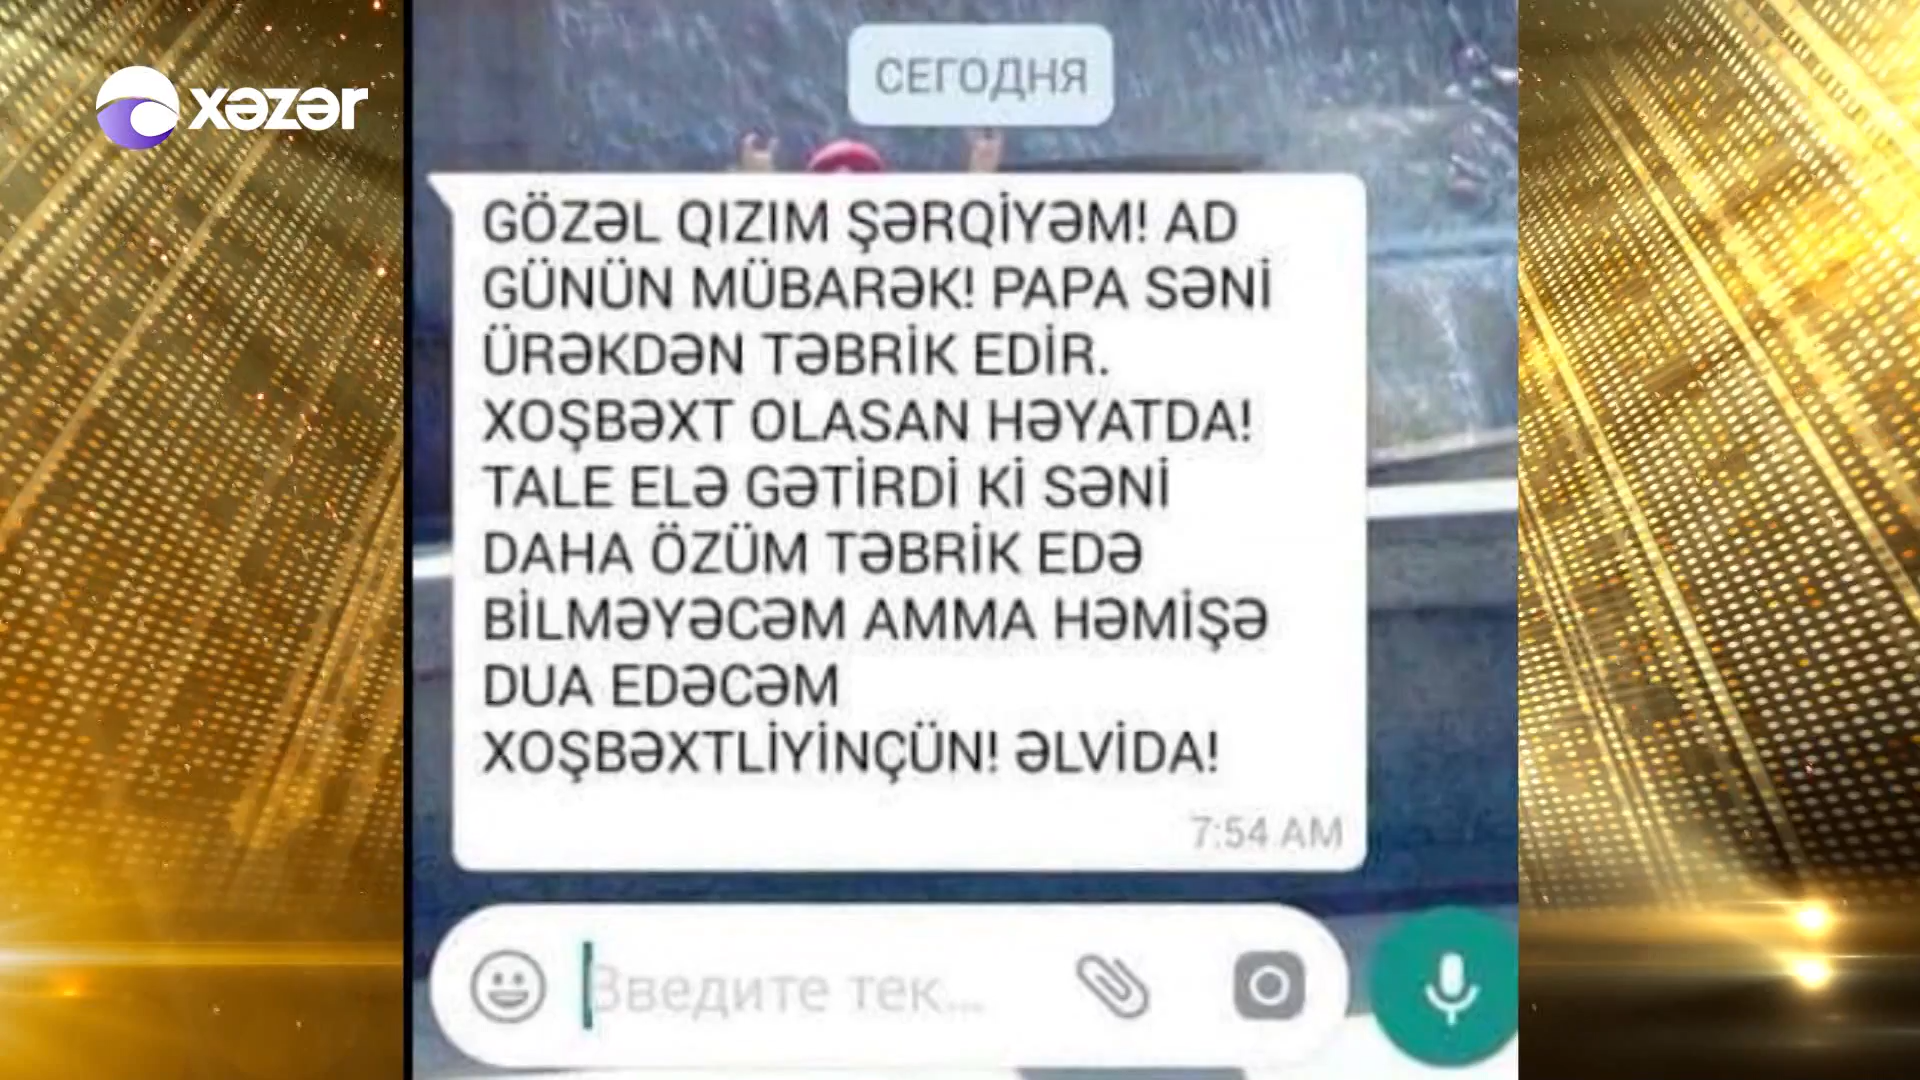 xəzər
СЕГОДНЯ
GÖZƏL QIZIM ŞƏRQİYƏM! AD
GÜNÜN MÜBARƏK! PAPA SƏNİ
ÜRƏKDƏN TƏBRİK EDİR.
XOŞBƏXT OLASAN HƏYATDA!
TALE ELƏ GƏTİRDİ Kİ SƏNİ
DAHA ÖZÜM TƏBRİK EDƏ
BİLMƏYƏCƏM AMMA HƏMİŞƏ
DUA EDƏCƏM
XOŞBƏXTLİYİNÇÜN! ƏLVİDA!
7:54 AM
Введите тек...